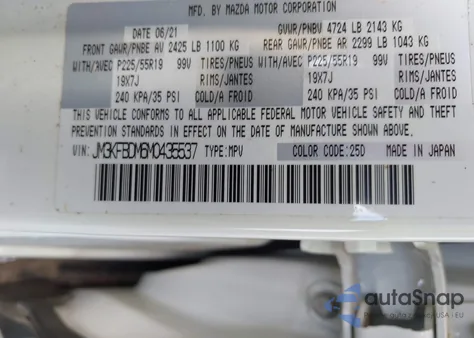 MFD. BY MAZDA MOTOR CORPORATION
DATE 06/21 GVWR/PNBV 4724 LB 2143 KG
FRONT GAWR/PNBE AV 2425 LB 1100 KG REAR GAWR/PNBE AR 2299 LB 1043 KG
WITH/AVEC P225/55R19 99V TIRES/PNEUS WITH/AVEC P225/55R19 99V TIRES/PNEUS
19X7J RIMS/JANTES 19X7J RIMS/JANTES
240 KPA/35 PSI COLD/A FROID 240 KPA/35 PSI COLD/A FROID
THIS VEHICLE CONFORMS TO ALL APPLICABLE FEDERAL MOTOR VEHICLE SAFETY AND THEFT
PREVENTION STANDARDS IN EFFECT ON THE DATE OF MANUFACTURE SHOWN ABOVE.
VIN: JM3KFBDM6M0435537 TYPE:MPV COLOR CODE:25D MADE IN JAPAN
autoSnap